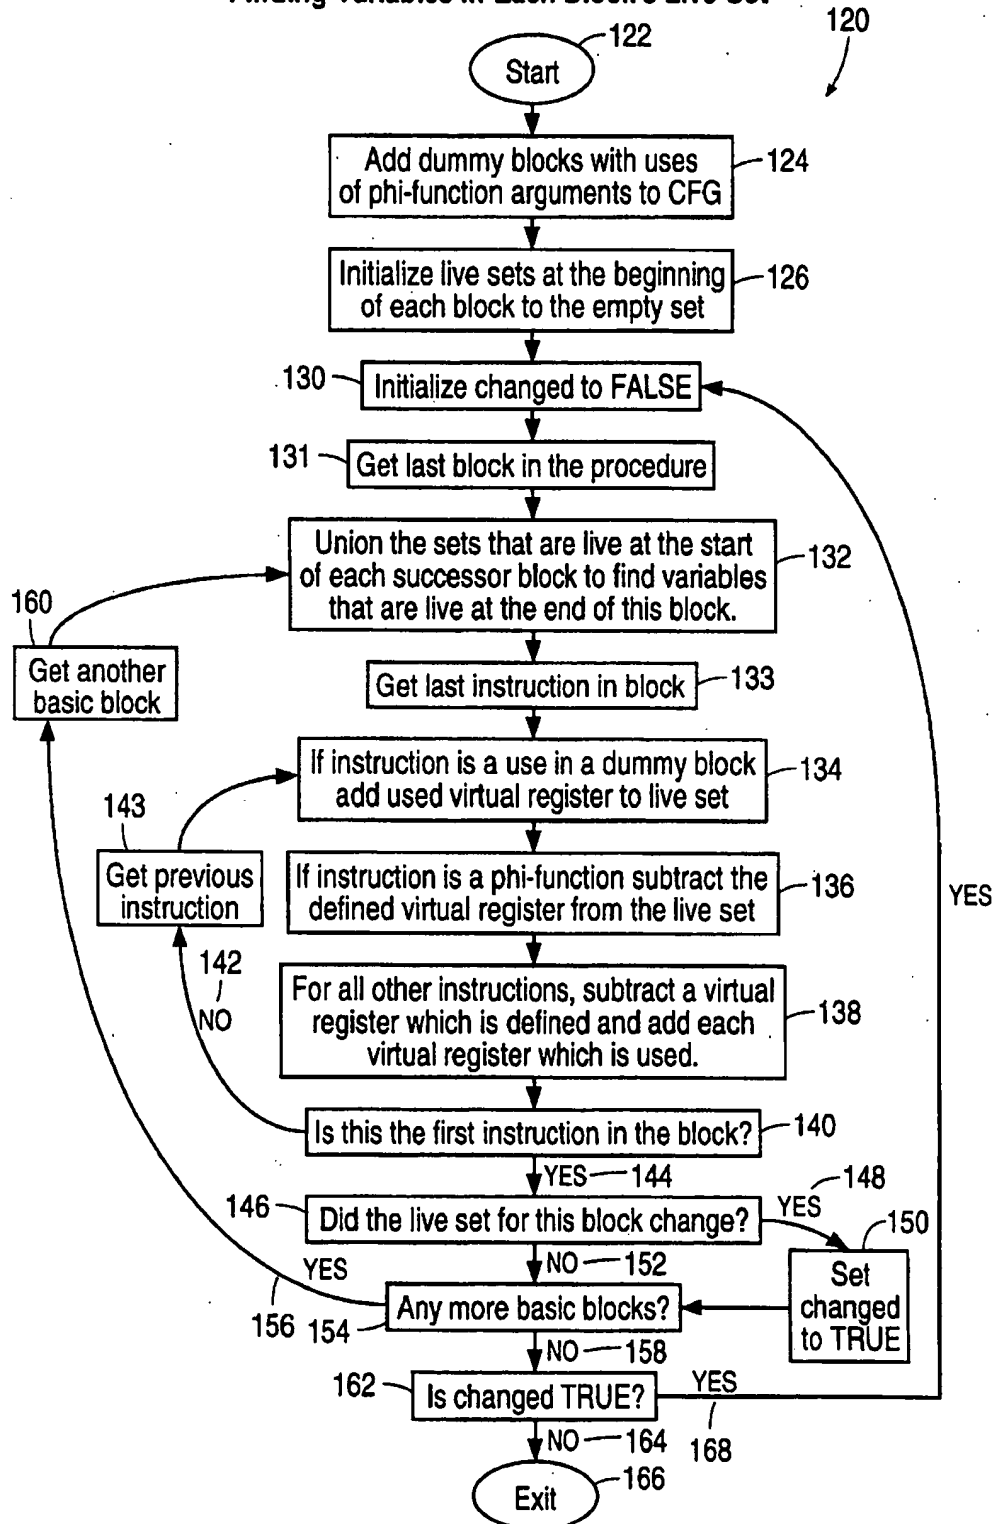 Finding Variables in Each Block's Live Set
120
122
Start
Add dummy blocks with uses
of phi-function arguments to CFG
124
Initialize live sets at the beginning
of each block to the empty set
126
130
Initialize changed to FALSE
131
Get last block in the procedure
Union the sets that are live at the start
of each successor block to find variables
that are live at the end of this block.
132
160
Get another
basic block
Get last instruction in block
133
If instruction is a use in a dummy block
add used virtual register to live set
134
143
Get previous
instruction
If instruction is a phi-function subtract the
defined virtual register from the live set
136
YES
142
NO
For all other instructions, subtract a virtual
register which is defined and add each
virtual register which is used.
138
Is this the first instruction in the block?
140
YES
144
146
Did the live set for this block change?
YES
148
150
Set
changed
to TRUE
NO
152
YES
156
154
Any more basic blocks?
NO
158
162
Is changed TRUE?
YES
168
NO
164
Exit
166